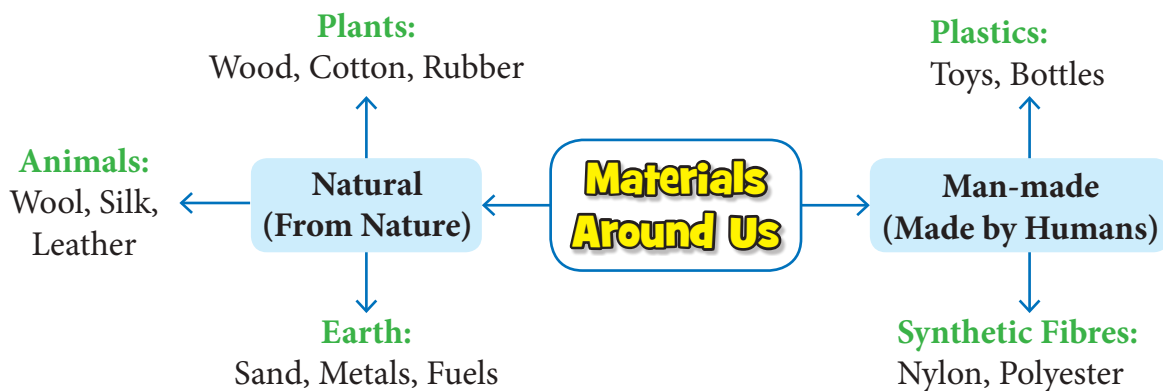 Plants:
Wood, Cotton, Rubber
Plastics:
Toys, Bottles
Animals:
Wool, Silk,
Leather
Natural
(From Nature)
Materials
Around Us
Man-made
(Made by Humans)
Earth:
Sand, Metals, Fuels
Synthetic Fibres:
Nylon, Polyester